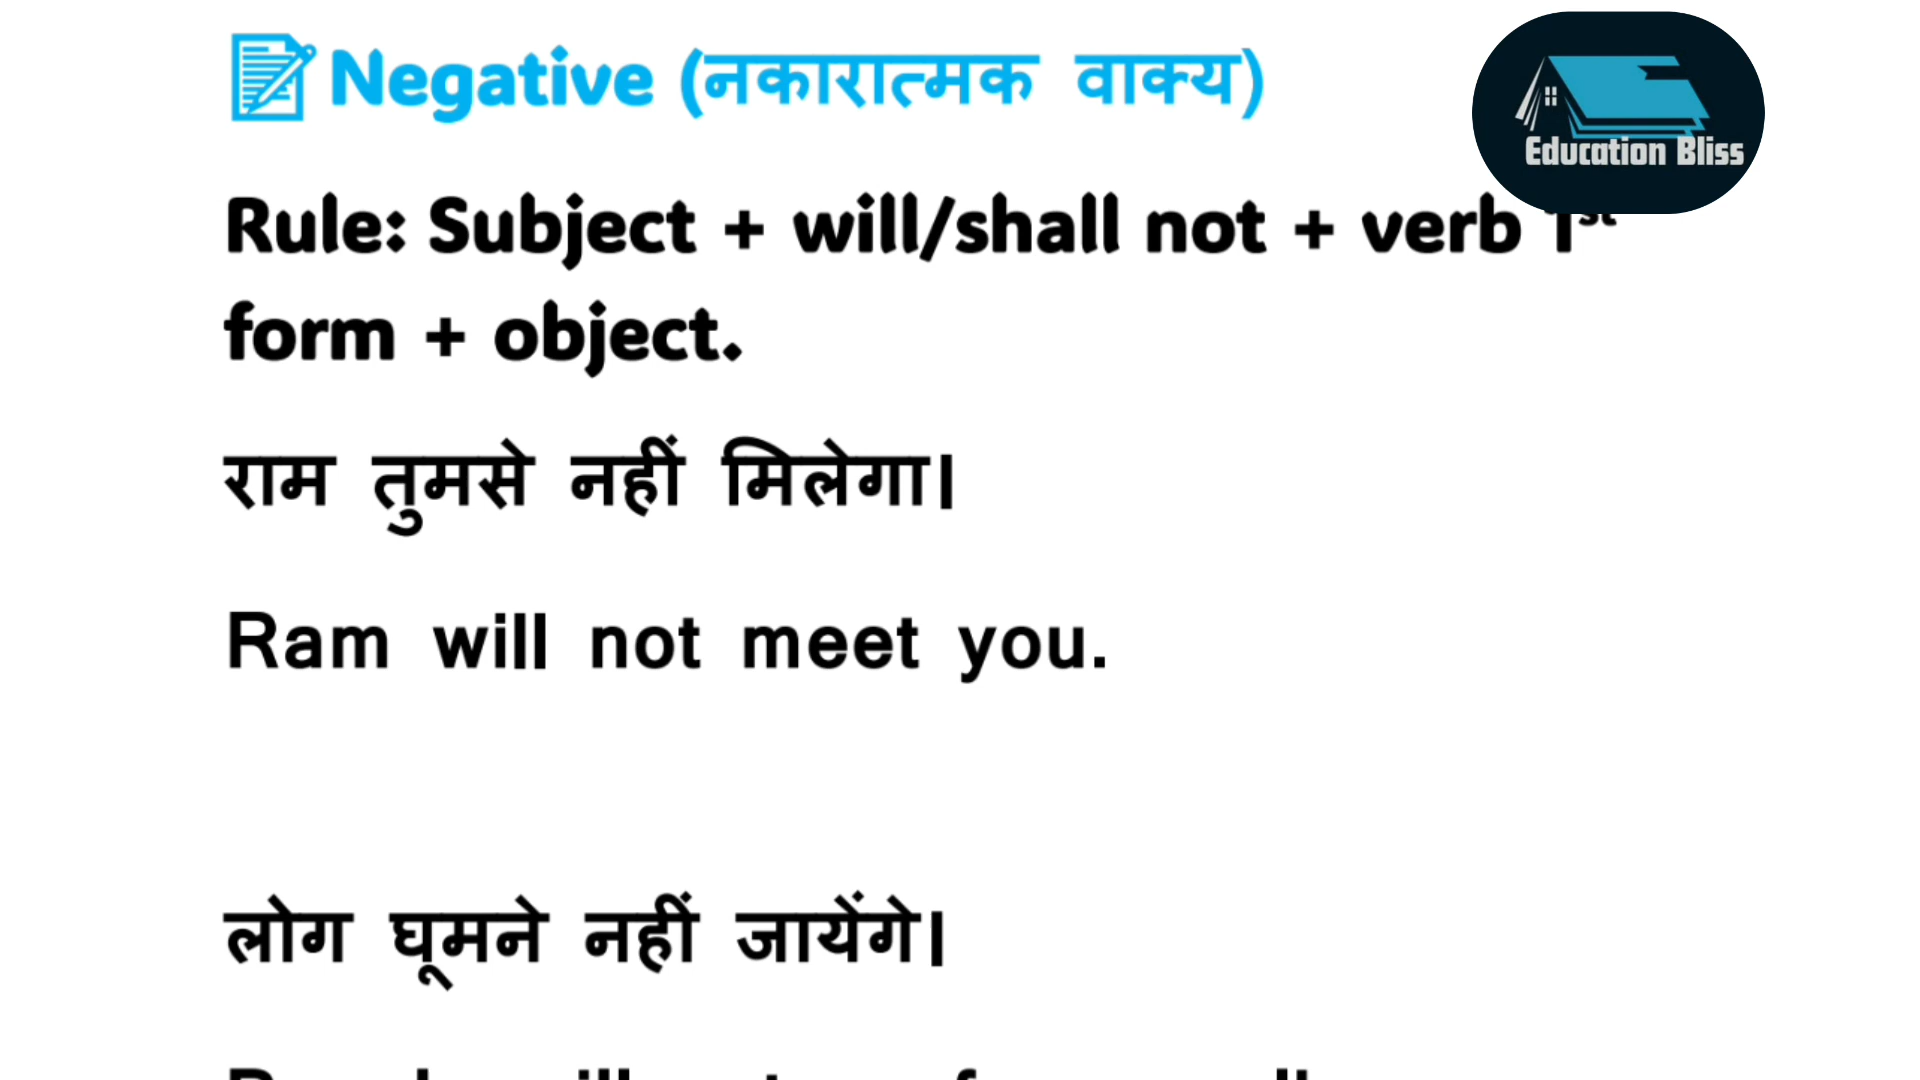 Negative (नकारात्मक वाक्य)
Education Bliss
Rule: Subject + will/shall not + verb 1st
form + object.
राम तुमसे नहीं मिलेगा।
Ram will not meet you.
लोग घूमने नहीं जायेंगे।